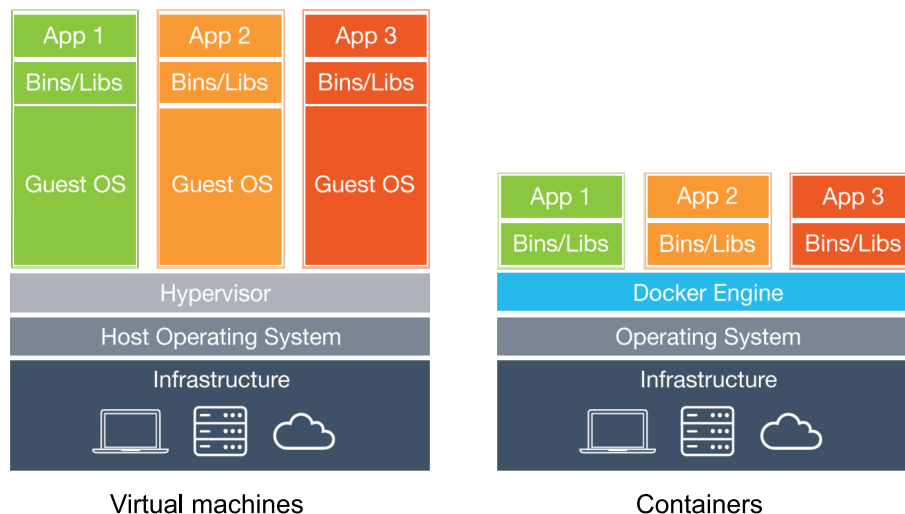 App 1
App 2
App 3
Bins/Libs
Bins/Libs
Bins/Libs
Guest OS
Guest OS
Guest OS
Hypervisor
Host Operating System
Infrastructure
Virtual machines
App 1
App 2
App 3
Bins/Libs
Bins/Libs
Bins/Libs
Docker Engine
Operating System
Infrastructure
Containers